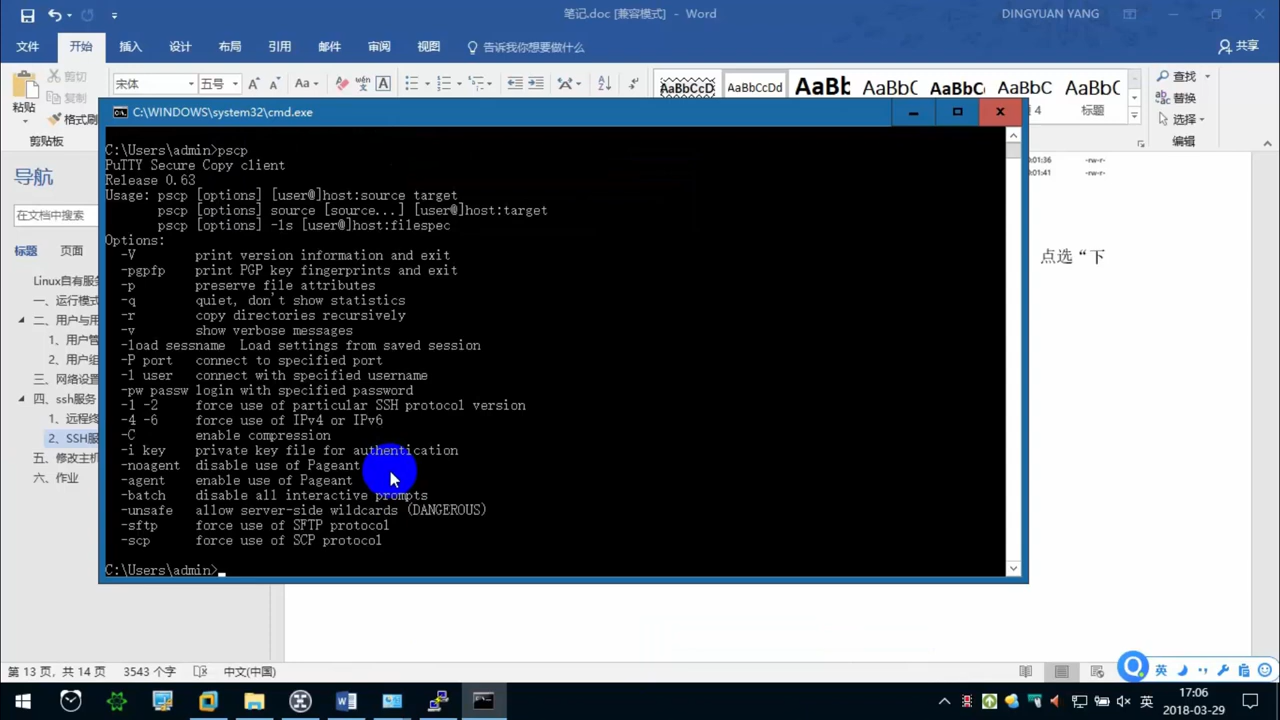 笔记.doc [兼容模式] - Word
DINGYUAN YANG
文件
开始
插入
设计
布局
引用
邮件
审阅
视图
告诉我你想要做什么
共享
剪切
复制
格式刷
粘贴
剪贴板
宋体
五号
Aa
wén
A
AaBbCcD
AaBbCcDd
AaBb
AaBbC
AaBbC
AaBbC
AaBbC
4
标题
查找
替换
选择
编辑
C:\WINDOWS\system32\cmd.exe
C:\Users\admin>pscp
PuTTY Secure Copy client
Release 0.63
Usage: pscp [options] [user@]host:source target
pscp [options] source [source...] [user@]host:target
pscp [options] -ls [user@]host:filespec
Options:
-V print version information and exit
-pgpfp print PGP key fingerprints and exit
-p preserve file attributes
-q quiet, don't show statistics
-r copy directories recursively
-v show verbose messages
-load sessname Load settings from saved session
-P port connect to specified port
-l user connect with specified username
-pw passw login with specified password
-1 -2 force use of particular SSH protocol version
-4 -6 force use of IPv4 or IPv6
-C enable compression
-i key private key file for authentication
-noagent disable use of Pageant
-agent enable use of Pageant
-batch disable all interactive prompts
-unsafe allow server-side wildcards (DANGEROUS)
-sftp force use of SFTP protocol
-scp force use of SCP protocol
C:\Users\admin>
导航
在文档中搜索
标题
页面
Linux自有服
一、运行模式
二、用户与用
1、用户管
2、用户组
三、网络设置
四、ssh服务
1、远程终
2、SSH服
五、修改主机
六、作业
0:01:36 -rw-r-
0:01:41 -rw-r-
点选“下
第 13 页，共 14 页
3543 个字
中文(中国)
英
英
17:06
2018-03-29